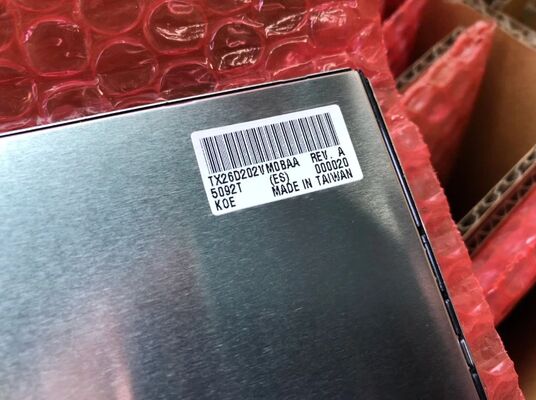 TX26D202VM0BAA REV. A
5092T (ES) 000020
KOE MADE IN TAIWAN